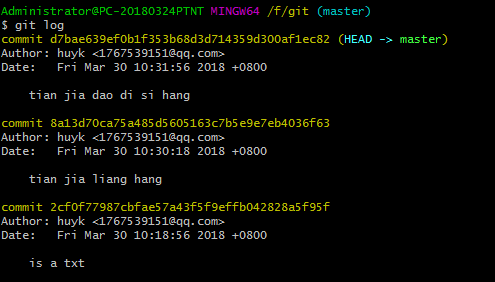 Administrator@PC-20180324PTNT MINGW64 /f/git (master)
$ git log
commit d7bae639ef0b1f353b68d3d714359d300af1ec82 (HEAD -> master)
Author: huyk <1767539151@qq.com>
Date:   Fri Mar 30 10:31:56 2018 +0800
    tian jia dao di si hang
commit 8a13d70ca75a485d5605163c7b5e9e7eb4036f63
Author: huyk <1767539151@qq.com>
Date:   Fri Mar 30 10:30:18 2018 +0800
    tian jia liang hang
commit 2cf0f77987cbfae57a43f5f9effb042828a5f95f
Author: huyk <1767539151@qq.com>
Date:   Fri Mar 30 10:18:56 2018 +0800
    is a txt